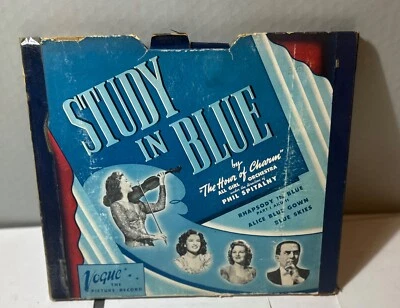 STUDY
IN
BLUE
by
"The Hour of Charm"
ALL GIRL ORCHESTRA
PHIL SPITALNY
RHAPSODY IN BLUE
ALICE BLUE GOWN
BLUE SKIES
Vogue
THE
PICTURE RECORD